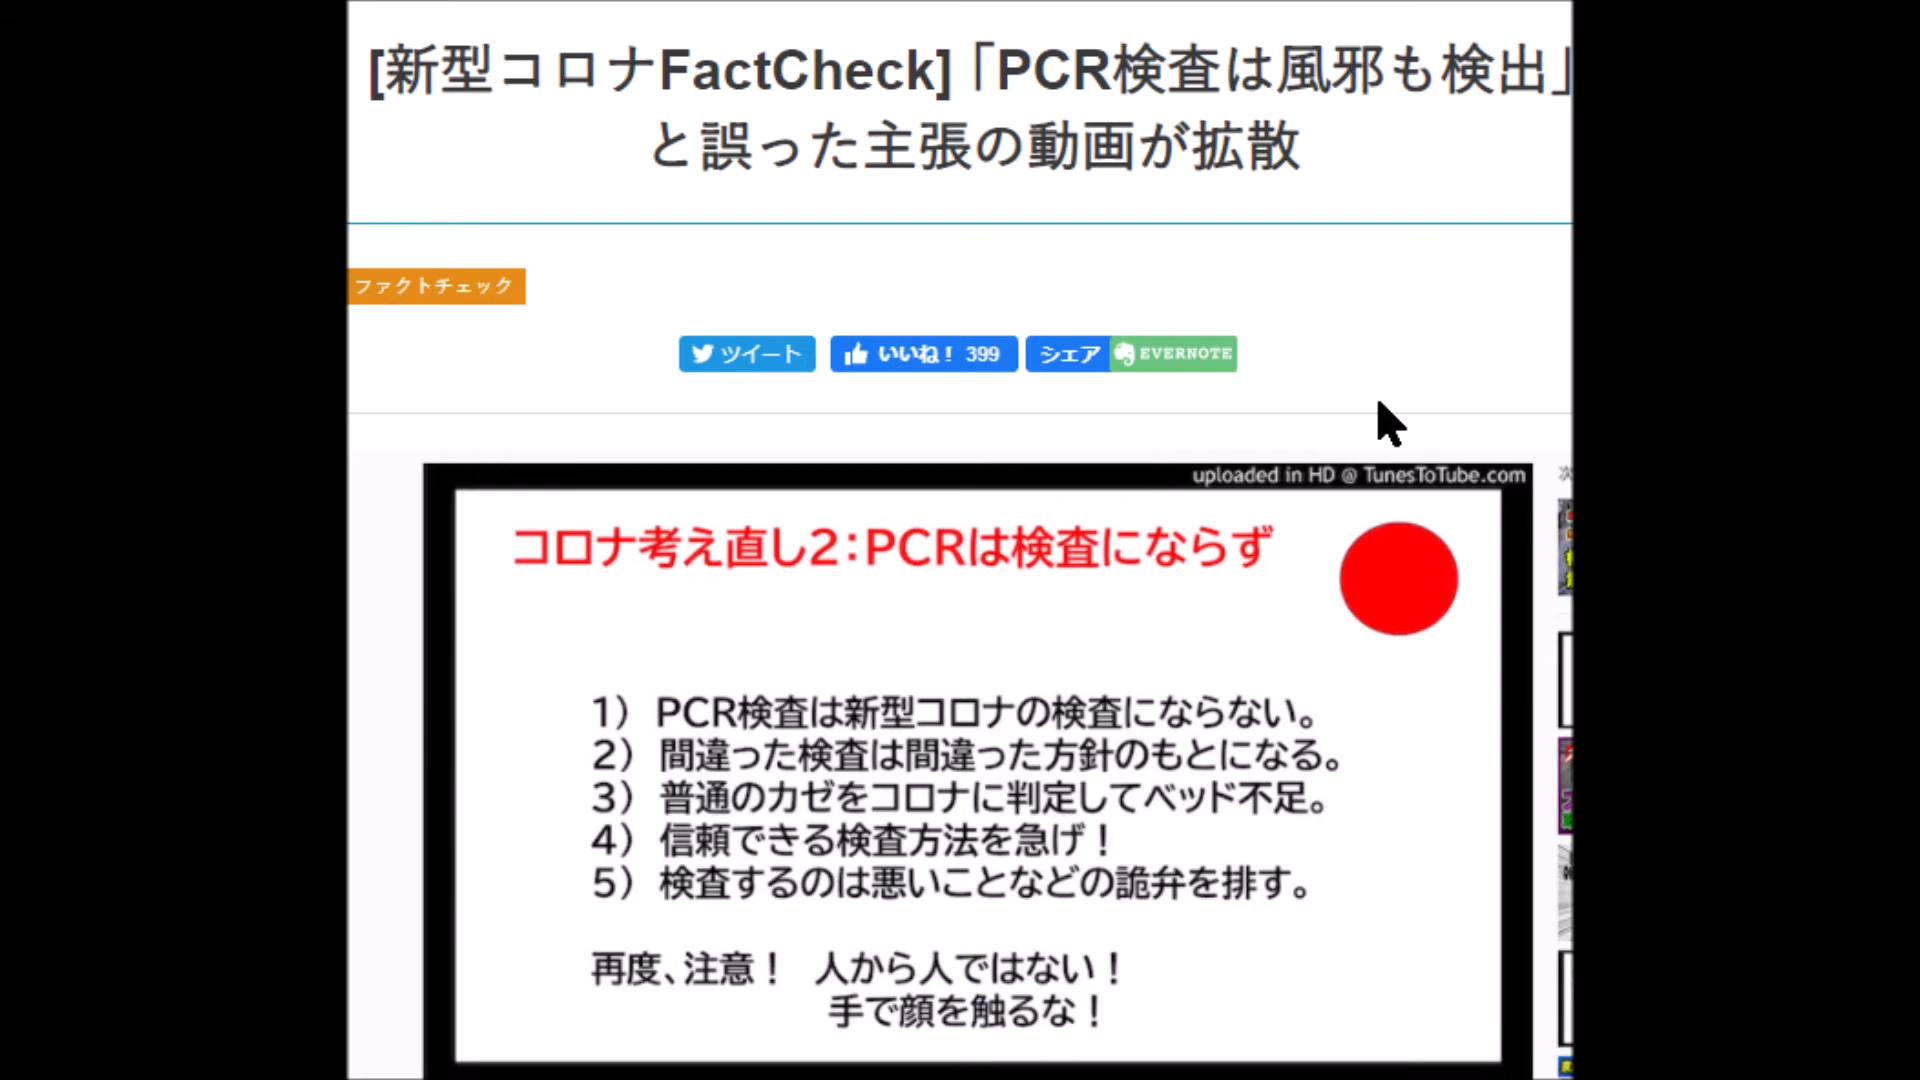 [新型コロナFactCheck]「PCR検査は風邪も検出」
と誤った主張の動画が拡散
ファクトチェック
ツイート
いいね！ 399
シェア
EVERNOTE
uploaded in HD @ TunesToTube.com
コロナ考え直し2：PCRは検査にならず
1） PCR検査は新型コロナの検査にならない。
2） 間違った検査は間違った方針のもとになる。
3） 普通のカゼをコロナに判定してベッド不足。
4） 信頼できる検査方法を急げ！
5） 検査するのは悪いことなどの詭弁を排す。
再度、注意！ 人から人ではない！
手で顔を触るな！